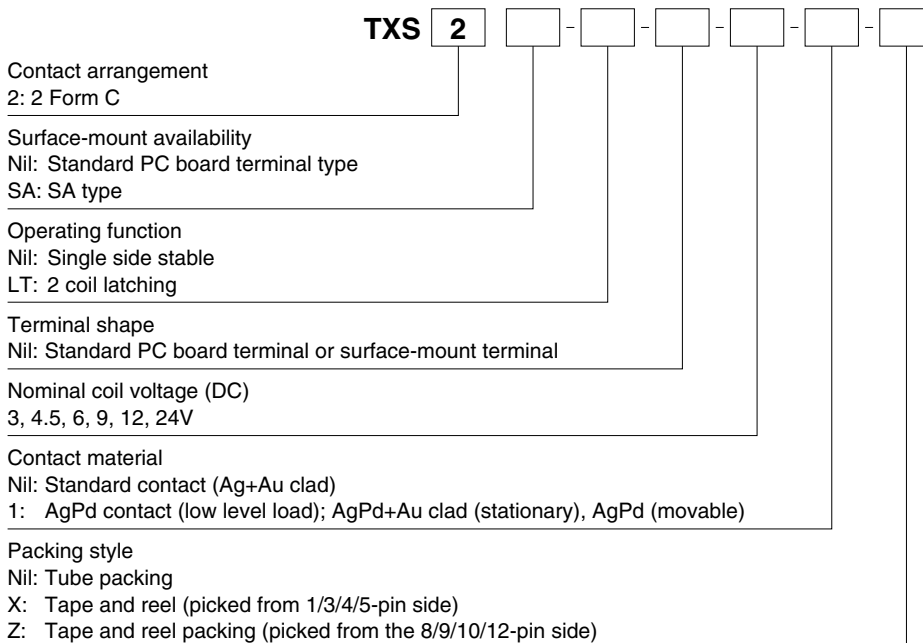 TXS 2 - - - - -
Contact arrangement
2: 2 Form C
Surface-mount availability
Nil: Standard PC board terminal type
SA: SA type
Operating function
Nil: Single side stable
LT: 2 coil latching
Terminal shape
Nil: Standard PC board terminal or surface-mount terminal
Nominal coil voltage (DC)
3, 4.5, 6, 9, 12, 24V
Contact material
Nil: Standard contact (Ag+Au clad)
1: AgPd contact (low level load); AgPd+Au clad (stationary), AgPd (movable)
Packing style
Nil: Tube packing
X: Tape and reel (picked from 1/3/4/5-pin side)
Z: Tape and reel packing (picked from the 8/9/10/12-pin side)